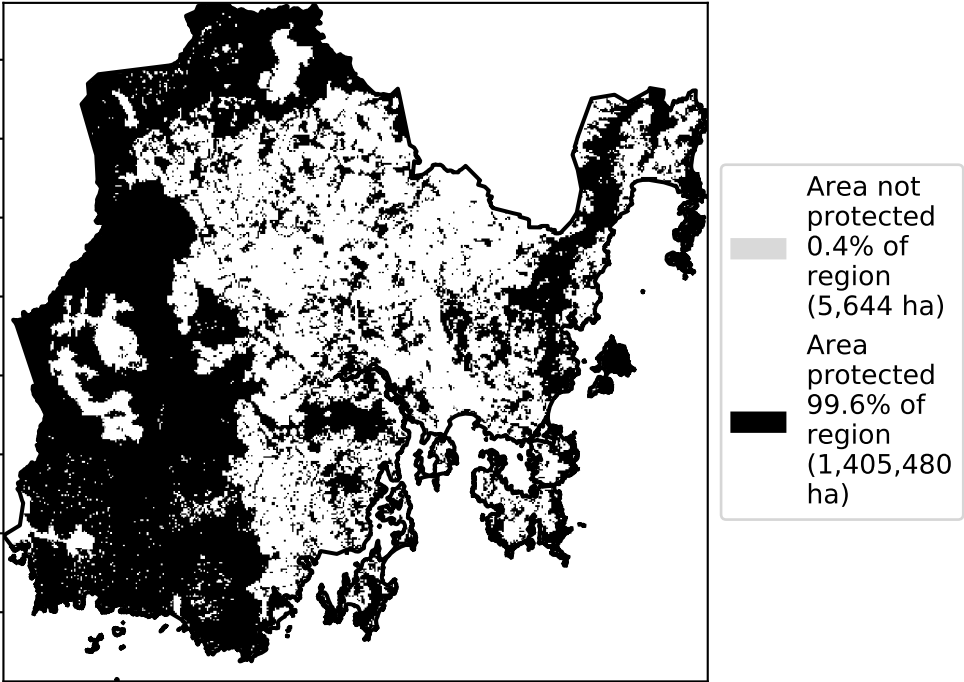 Area not
protected
0.4% of
region
(5,644 ha)
Area
protected
99.6% of
region
(1,405,480
ha)